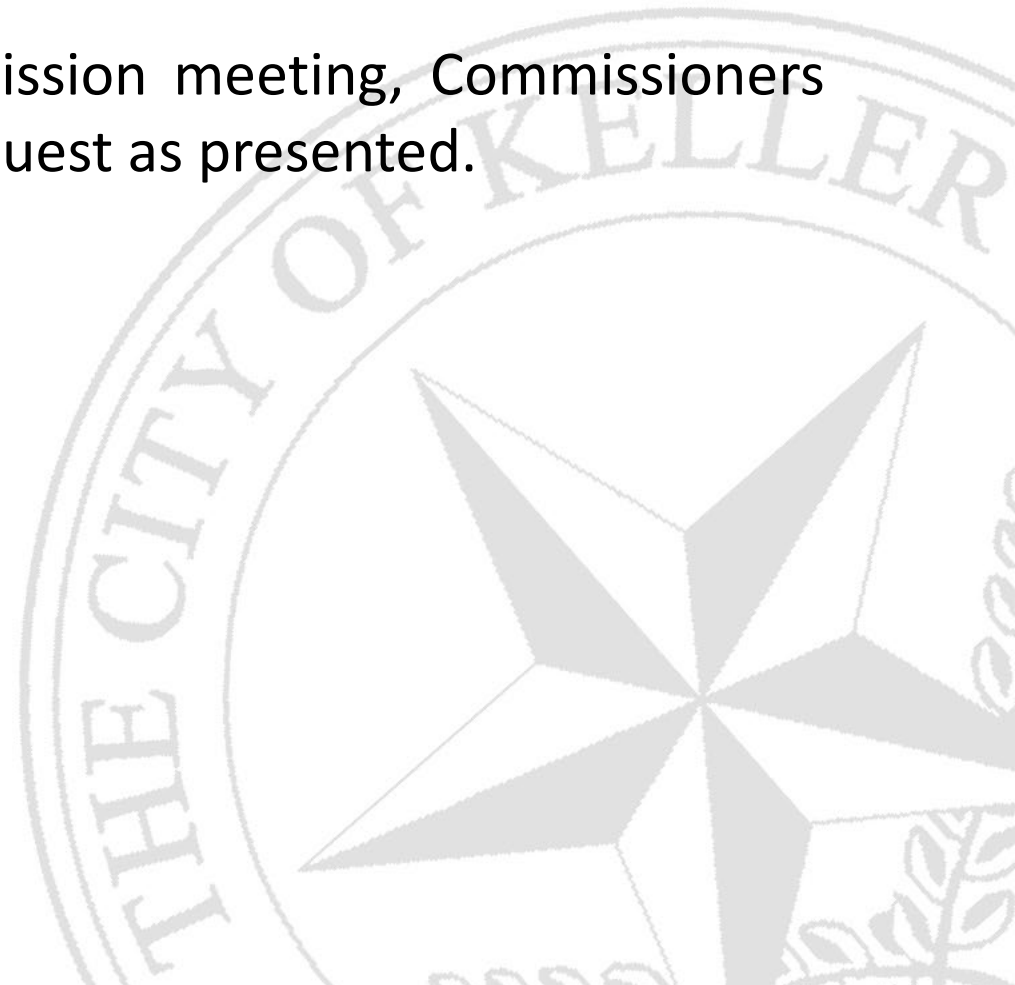 ission meeting, Commissioners
uest as presented.
THE CITY OF KELLER